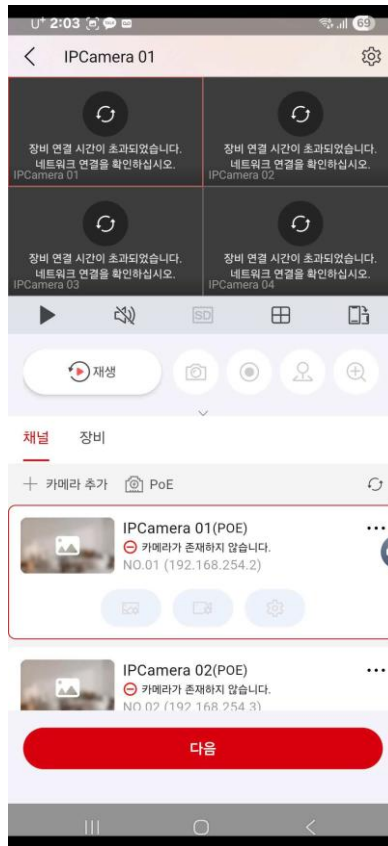 U+ 2:03
69
IPCamera 01
장비 연결 시간이 초과되었습니다.
네트워크 연결을 확인하십시오.
IPCamera 01
장비 연결 시간이 초과되었습니다.
네트워크 연결을 확인하십시오.
IPCamera 02
장비 연결 시간이 초과되었습니다.
네트워크 연결을 확인하십시오.
IPCamera 03
장비 연결 시간이 초과되었습니다.
네트워크 연결을 확인하십시오.
IPCamera 04
SD
재생
채널 장비
카메라 추가 PoE
IPCamera 01(POE)
카메라가 존재하지 않습니다.
NO.01 (192.168.254.2)
IPCamera 02(POE)
카메라가 존재하지 않습니다.
NO.02 (192.168.254.3)
다음